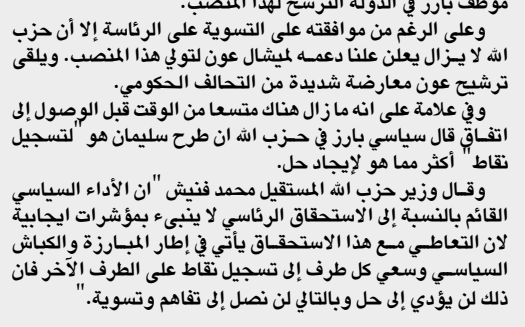 موظف بارز في الدولة الترشح لهذا المنصب.
وعلى الرغم من موافقته على التسوية على الرئاسة إلا أن حزب
الله لا يزال يعلن علنا دعمه لميشال عون لتولي هذا المنصب. ويلقى
ترشيح عون معارضة شديدة من التحالف الحكومي.
وفي علامة على انه ما زال هناك متسعا من الوقت قبل الوصول إلى
اتفاق قال سياسي بارز في حزب الله ان طرح سليمان هو "لتسجيل
نقاط" أكثر مما هو لإيجاد حل.
وقال وزير حزب الله المستقيل محمد فنيش "ان الأداء السياسي
القائم بالنسبة إلى الاستحقاق الرئاسي لا ينبىء بمؤشرات ايجابية
لان التعاطي مع هذا الاستحقاق يأتي في إطار المبارزة والكباش
السياسي وسعي كل طرف إلى تسجيل نقاط على الطرف الآخر فان
ذلك لن يؤدي إلى حل وبالتالي لن نصل إلى تفاهم وتسوية."